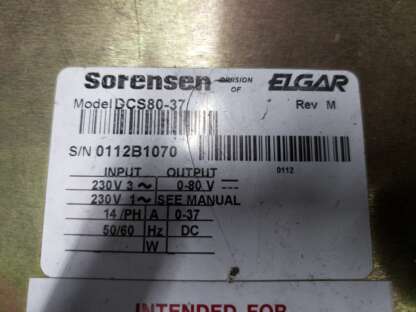 Sorensen DIVISION OF ELGAR
Model DCS80-37 Rev M
S/N 0112B1070
0112
INPUT OUTPUT
230V 3~ 0-80 V
230V 1~ SEE MANUAL
14/PH A 0-37
50/60 Hz DC
W
INTENDED FOR